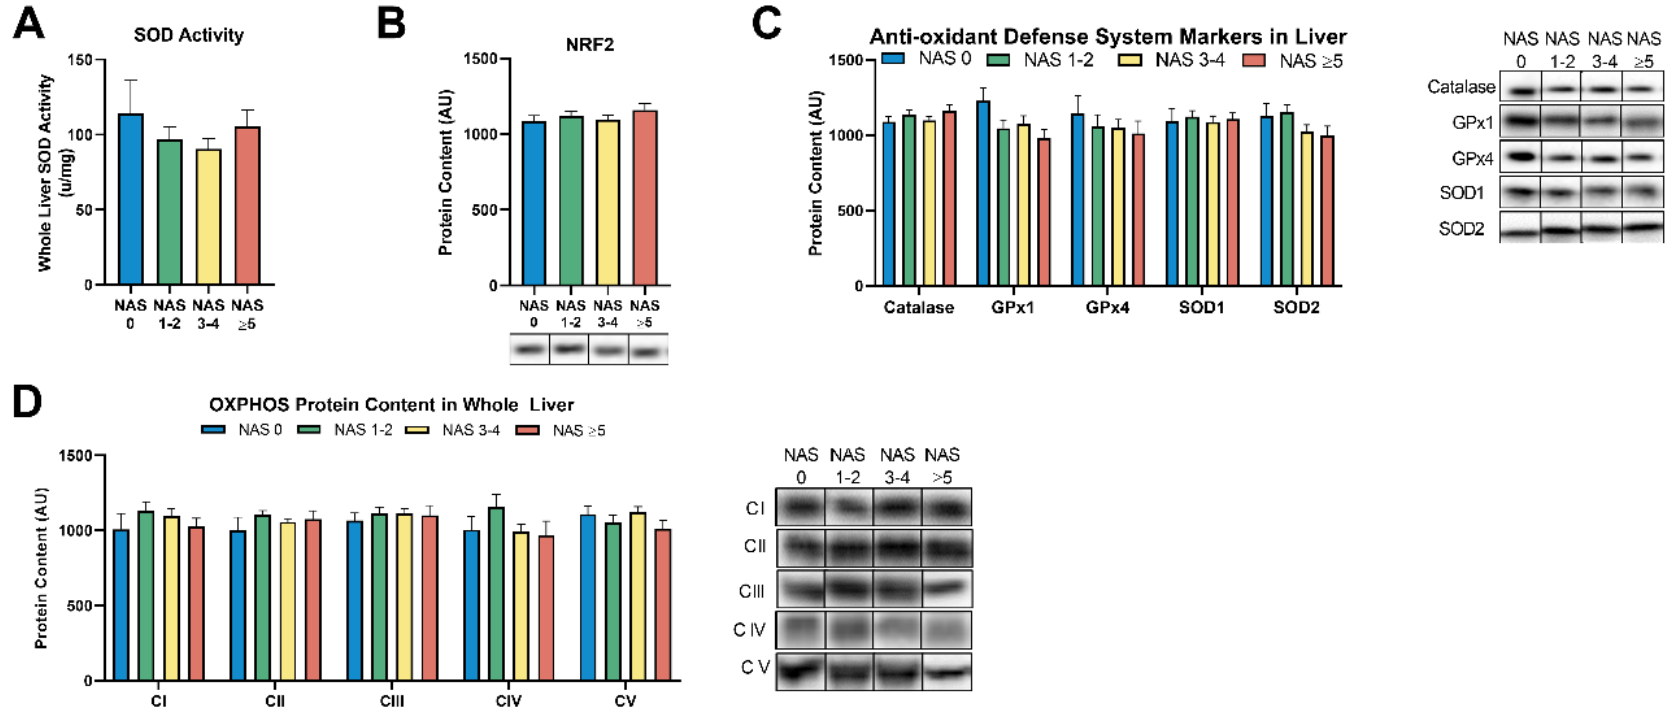 A
SOD Activity
Whole Liver SOD Activity
(u/mg)
150
100
50
0
NAS NAS NAS NAS
0 1-2 3-4 ≥5
B
NRF2
Protein Content (AU)
1500
1000
500
0
NAS NAS NAS NAS
0 1-2 3-4 >5
C
Anti-oxidant Defense System Markers in Liver
NAS 0 NAS 1-2 NAS 3-4 NAS ≥5
Protein Content (AU)
1500
1000
500
0
Catalase GPx1 GPx4 SOD1 SOD2
NAS NAS NAS NAS
0 1-2 3-4 ≥5
Catalase
GPx1
GPx4
SOD1
SOD2
D
OXPHOS Protein Content in Whole Liver
NAS 0 NAS 1-2 NAS 3-4 NAS ≥5
Protein Content (AU)
1500
1000
500
0
CI CII CIII CIV CV
NAS NAS NAS NAS
0 1-2 3-4 >5
CI
CII
CIII
C IV
C V